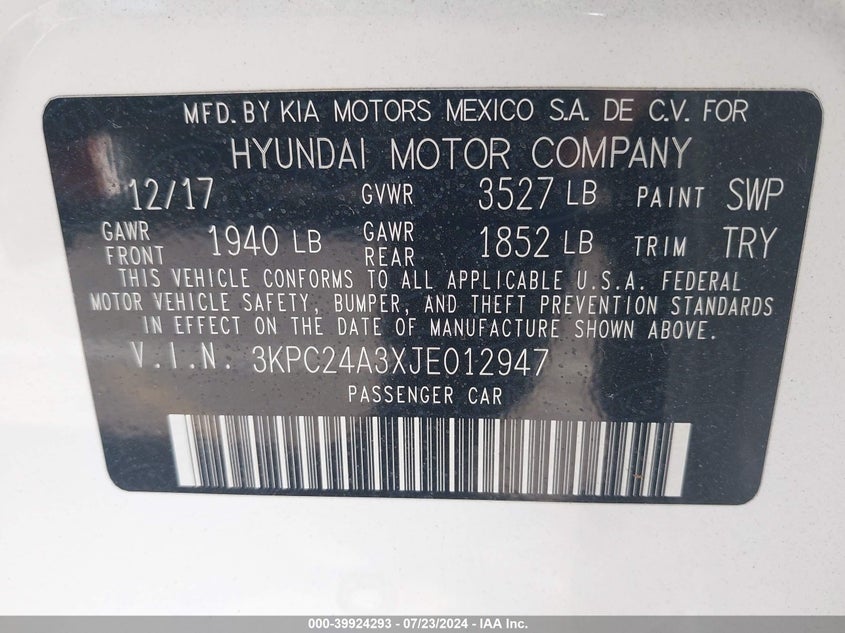 MFD. BY KIA MOTORS MEXICO S.A. DE C.V. FOR
HYUNDAI MOTOR COMPANY
12/17 GVWR 3527 LB PAINT SWP
GAWR FRONT 1940 LB GAWR REAR 1852 LB TRIM TRY
THIS VEHICLE CONFORMS TO ALL APPLICABLE U.S.A. FEDERAL
MOTOR VEHICLE SAFETY, BUMPER, AND THEFT PREVENTION STANDARDS
IN EFFECT ON THE DATE OF MANUFACTURE SHOWN ABOVE.
V.I.N. 3KPC24A3XJE012947
PASSENGER CAR
000-39924293 - 07/23/2024 - IAA Inc.